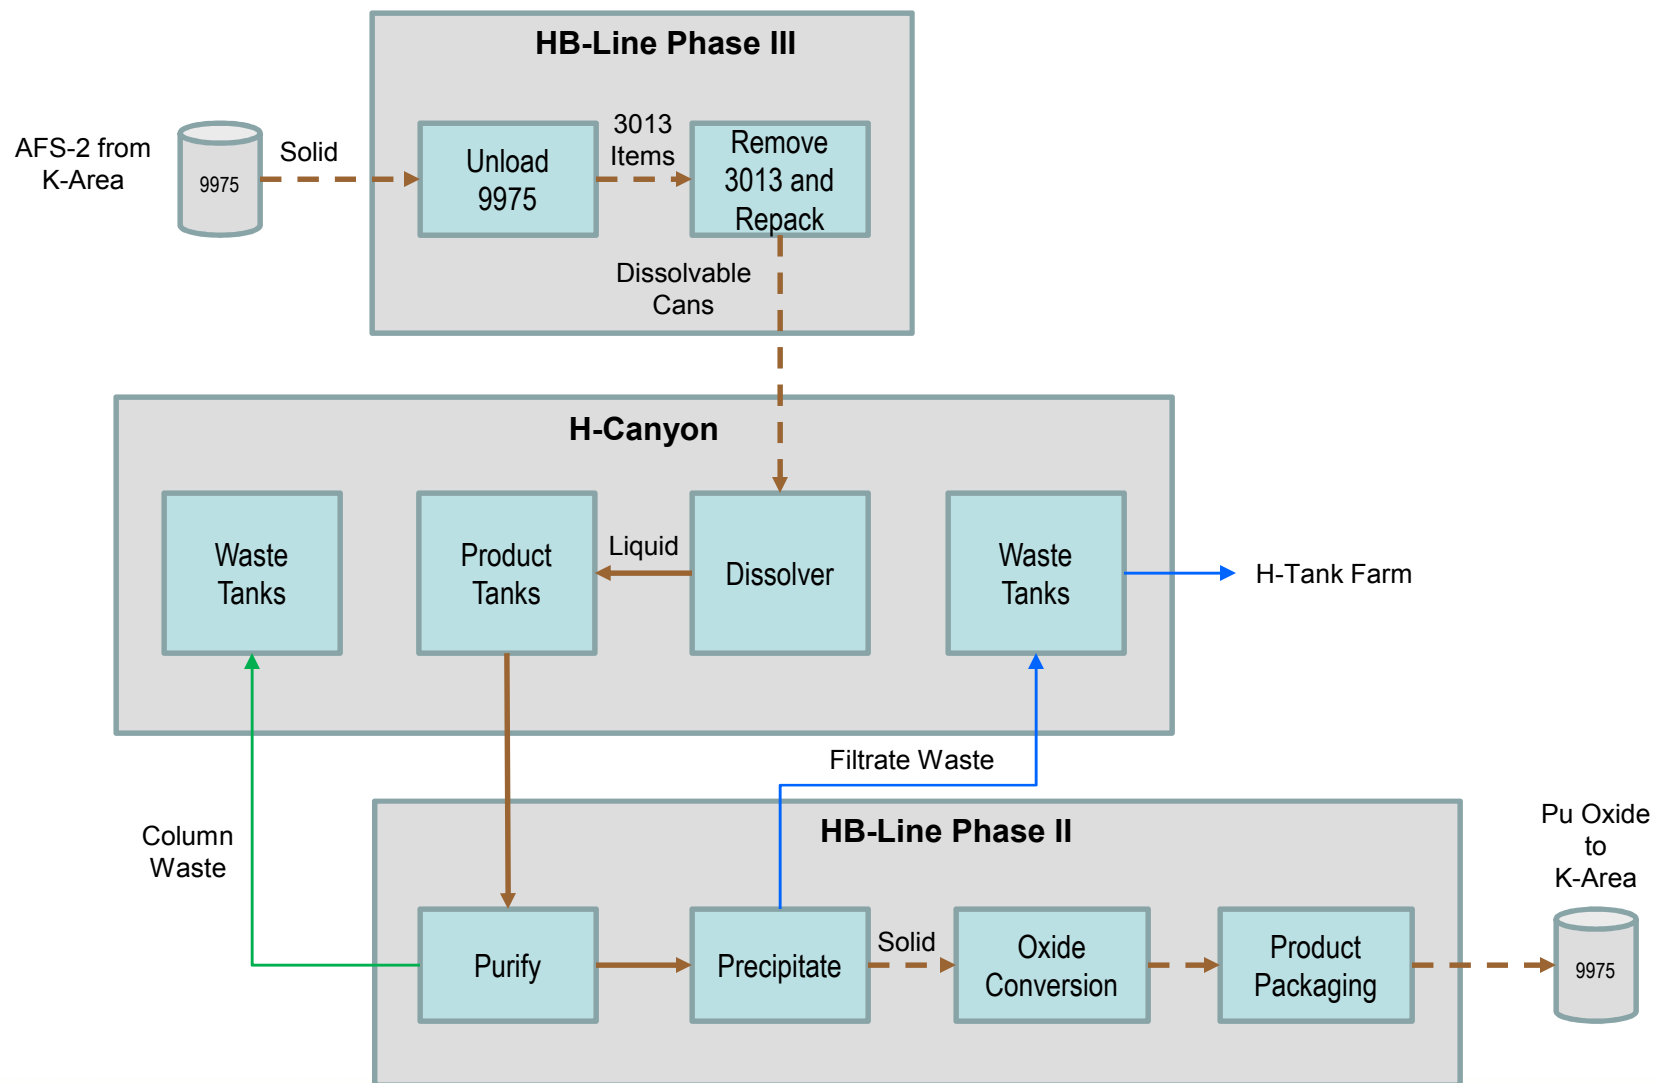 HB-Line Phase III
AFS-2 from
K-Area
9975
Solid
Unload
9975
3013
Items
Remove
3013 and
Repack
Dissolvable
Cans
H-Canyon
Waste
Tanks
Product
Tanks
Liquid
Dissolver
Waste
Tanks
H-Tank Farm
Filtrate Waste
Column
Waste
HB-Line Phase II
Purify
Precipitate
Solid
Oxide
Conversion
Product
Packaging
Pu Oxide
to
K-Area
9975